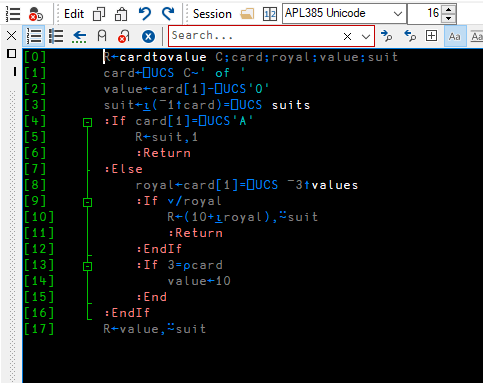 Edit Session APL385 Unicode 16
Search... Aa
[0] R←cardtovalue C;card;royal;value;suit
[1] card←⎕UCS C~' of '
[2] value←card[1]-⎕UCS'0'
[3] suit←⍸(¯1↑card)=⎕UCS suits
[4] :If card[1]=⎕UCS'A'
[5] R←suit,1
[6] :Return
[7] :Else
[8] royal←card[1]=⎕UCS ¯3↑values
[9] :If ∨/royal
[10] R←(10+⍸royal),⍨suit
[11] :Return
[12] :EndIf
[13] :If 3=⍴card
[14] value←10
[15] :End
[16] :EndIf
[17] R←value,⍨suit